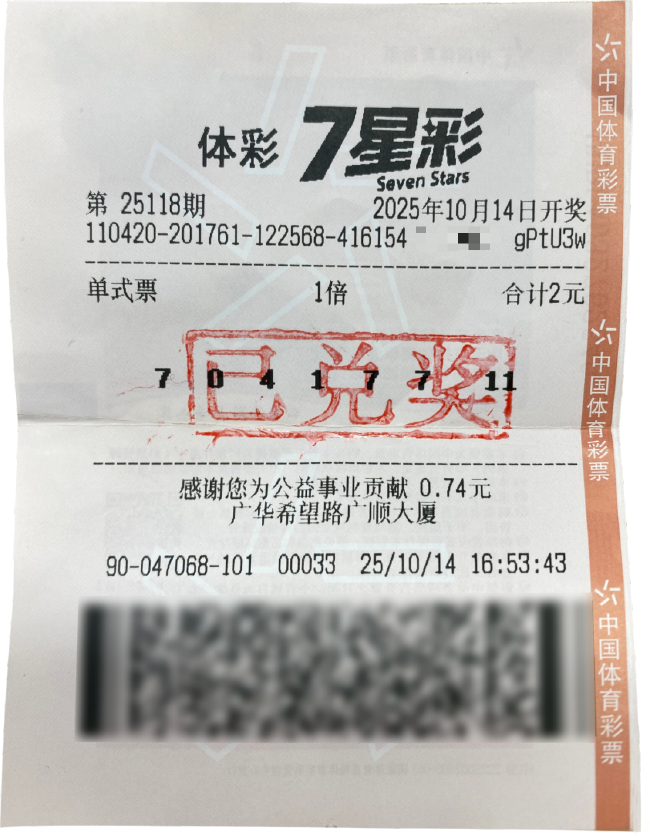 体彩 7星彩
Seven Stars
第 25118期 2025年10月14日开奖
110420-201761-122568-416154 gPtU3w
单式票 1倍 合计2元
7 0 4 1 7 7 11
已兑奖
感谢您为公益事业贡献 0.74元
广华希望路广顺大厦
90-047068-101 00033 25/10/14 16:53:43
中国体育彩票
中国体育彩票
中国体育彩票